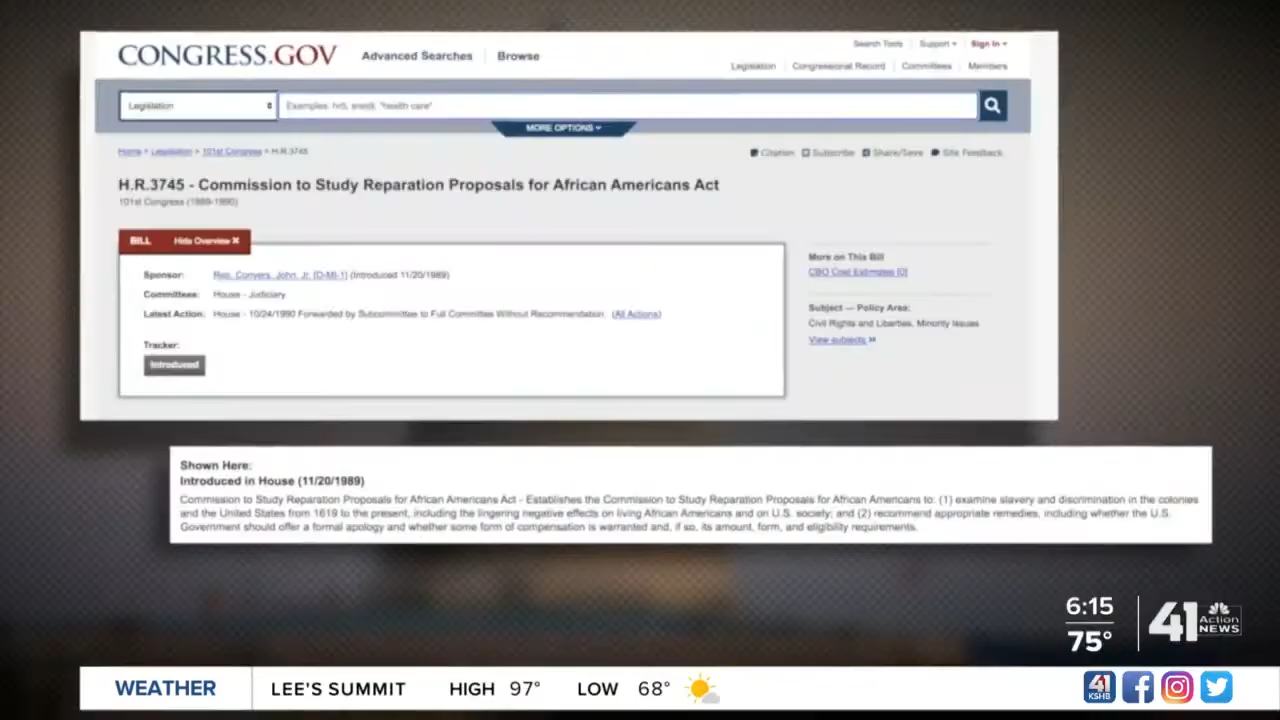 CONGRESS.GOV Advanced Searches Browse
Search Tools Support Sign In
Legislation Congressional Record Committees Members
Legislation Examples: hr5, sres9, "health care"
MORE OPTIONS
Home > Legislation > 101st Congress > H.R.3745
Citation Subscribe Share/Save Site Feedback
H.R.3745 - Commission to Study Reparation Proposals for African Americans Act
101st Congress (1989-1990)
BILL Hide Overview x
Sponsor: Rep. Conyers, John, Jr. [D-MI-1] (Introduced 11/20/1989)
Committees: House - Judiciary
Latest Action: House - 10/24/1990 Forwarded by Subcommittee to Full Committee Without Recommendation. (All Actions)
Tracker:
Introduced
More on This Bill
CBO Cost Estimates [0]
Subject — Policy Area:
Civil Rights and Liberties, Minority Issues
View subjects »
Shown Here:
Introduced in House (11/20/1989)
Commission to Study Reparation Proposals for African Americans Act - Establishes the Commission to Study Reparation Proposals for African Americans to: (1) examine slavery and discrimination in the colonies
and the United States from 1619 to the present, including the lingering negative effects on living African Americans and on U.S. society; and (2) recommend appropriate remedies, including whether the U.S.
Government should offer a formal apology and whether some form of compensation is warranted and, if so, its amount, form, and eligibility requirements.
6:15
75°
41 Action NEWS
WEATHER LEE'S SUMMIT HIGH 97° LOW 68°
41 KSHB